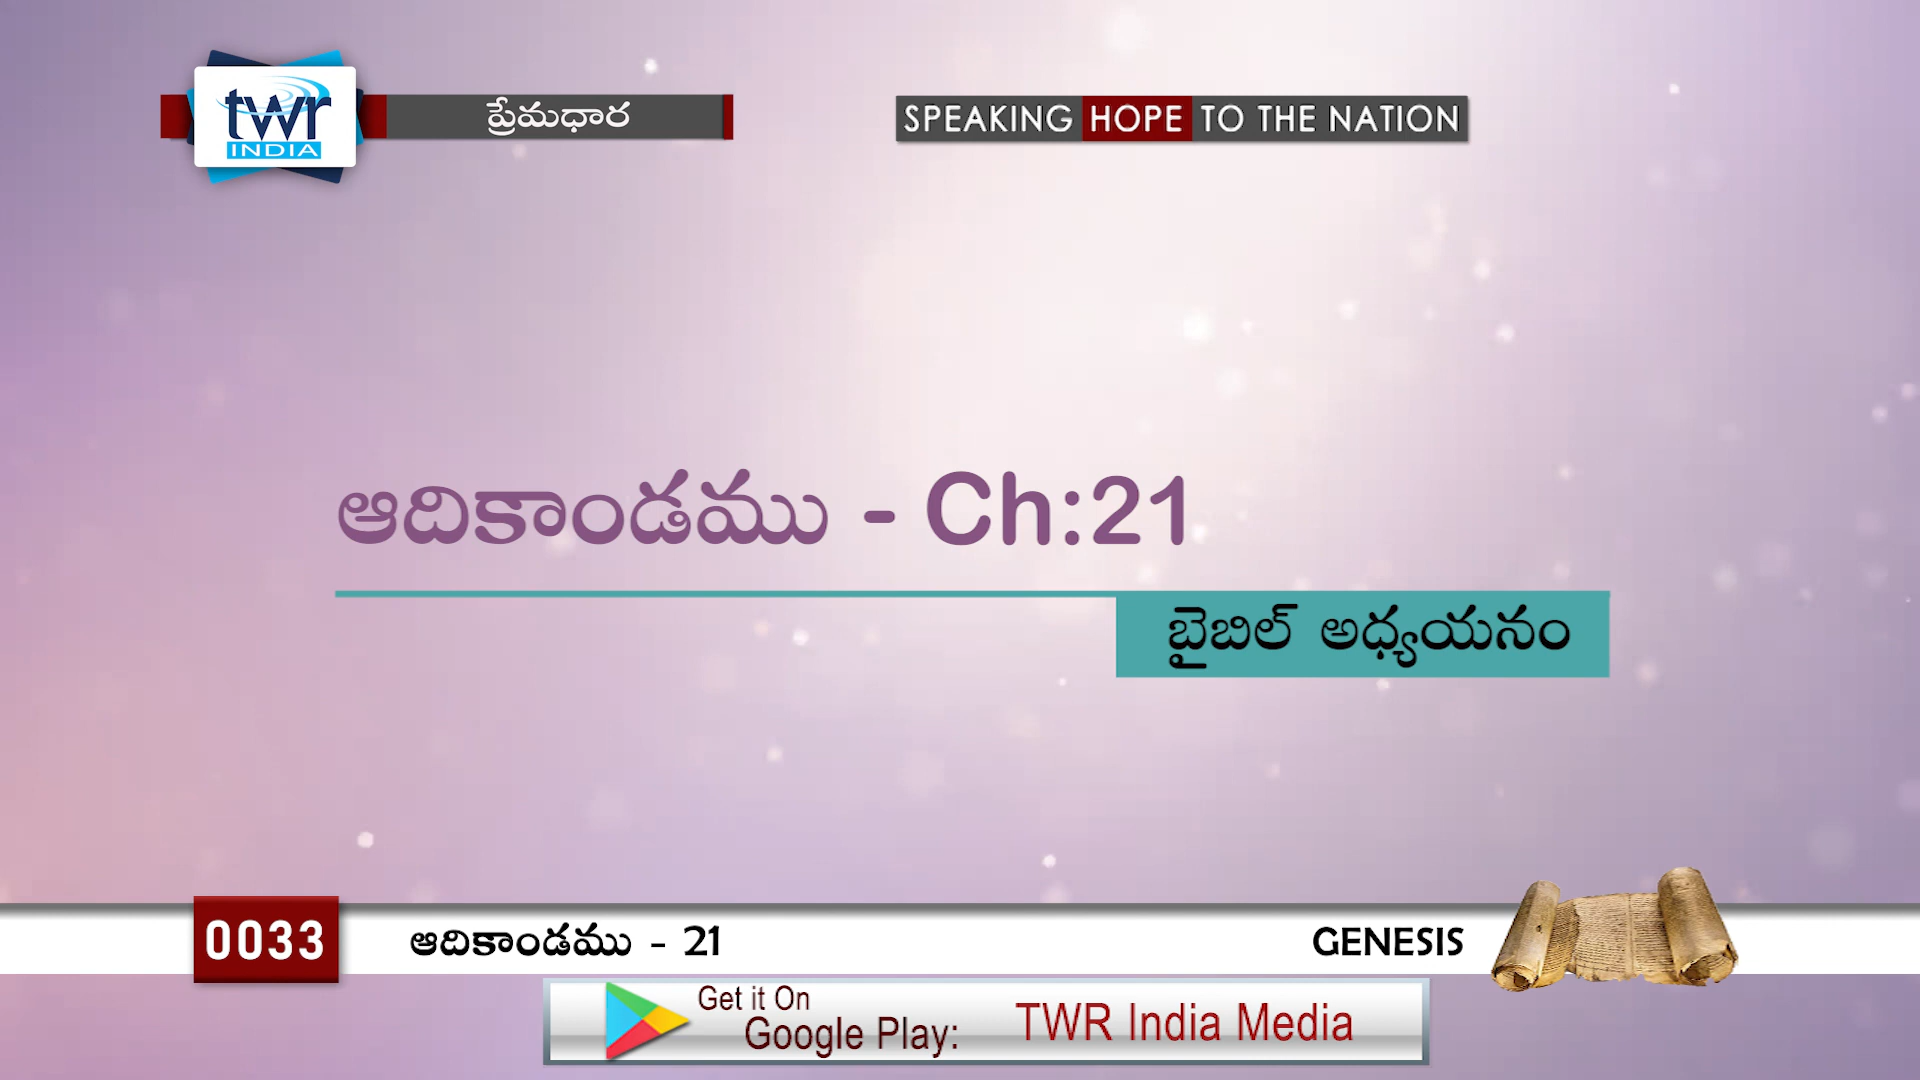 twr
INDIA
ప్రేమధార
SPEAKING HOPE TO THE NATION
ఆదికాండము - Ch:21
బైబిల్ అధ్యయనం
0033
ఆదికాండము - 21
GENESIS
Get it On
Google Play:
TWR India Media